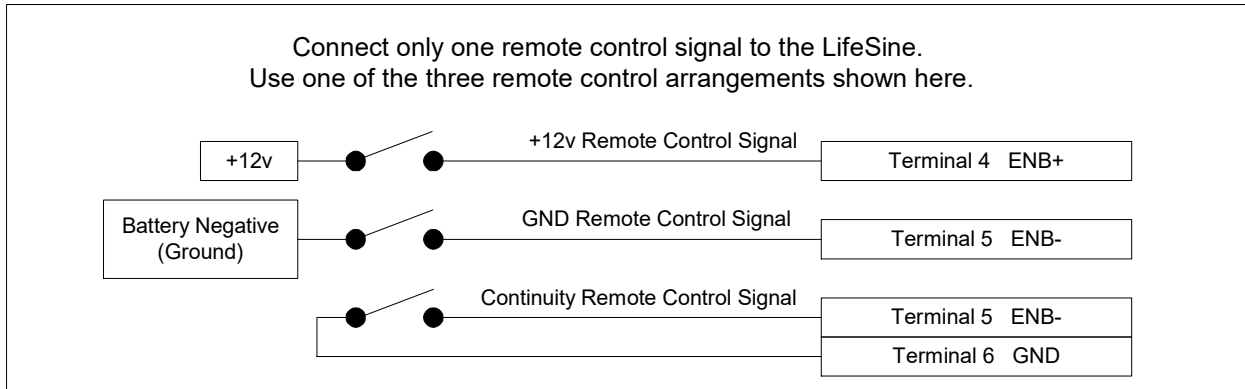 Connect only one remote control signal to the LifeSine.
Use one of the three remote control arrangements shown here.
+12v
+12v Remote Control Signal
Terminal 4 ENB+
Battery Negative
(Ground)
GND Remote Control Signal
Terminal 5 ENB-
Continuity Remote Control Signal
Terminal 5 ENB-
Terminal 6 GND